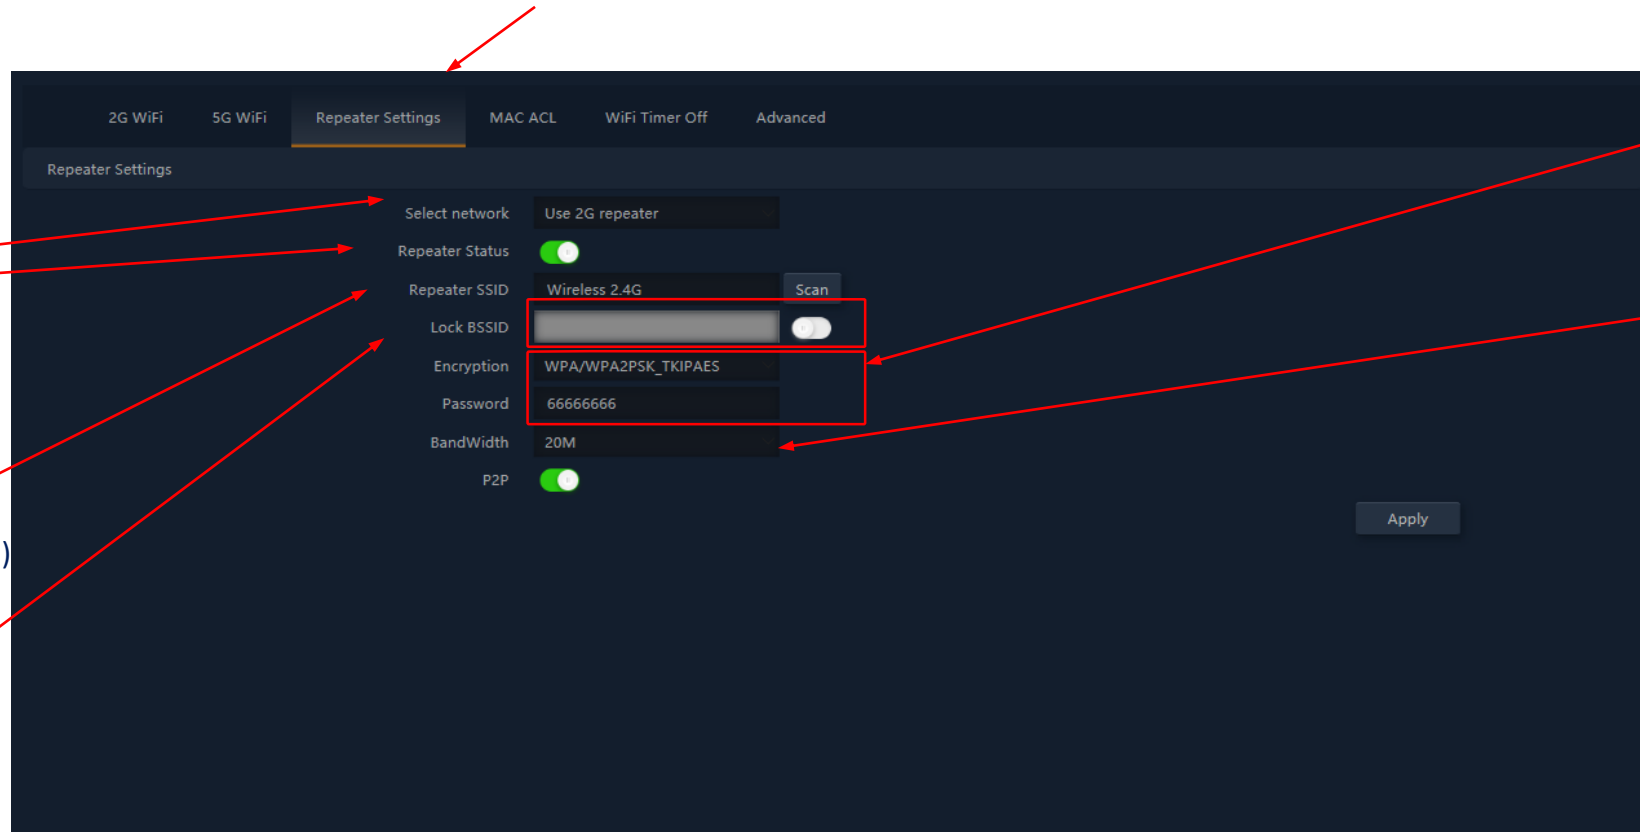 2G WiFi 5G WiFi Repeater Settings MAC ACL WiFi Timer Off Advanced
Repeater Settings
Select network Use 2G repeater
Repeater Status
Repeater SSID Wireless 2.4G Scan
Lock BSSID
Encryption WPA/WPA2PSK_TKIPAES
Password 66666666
BandWidth 20M
P2P
Apply
)